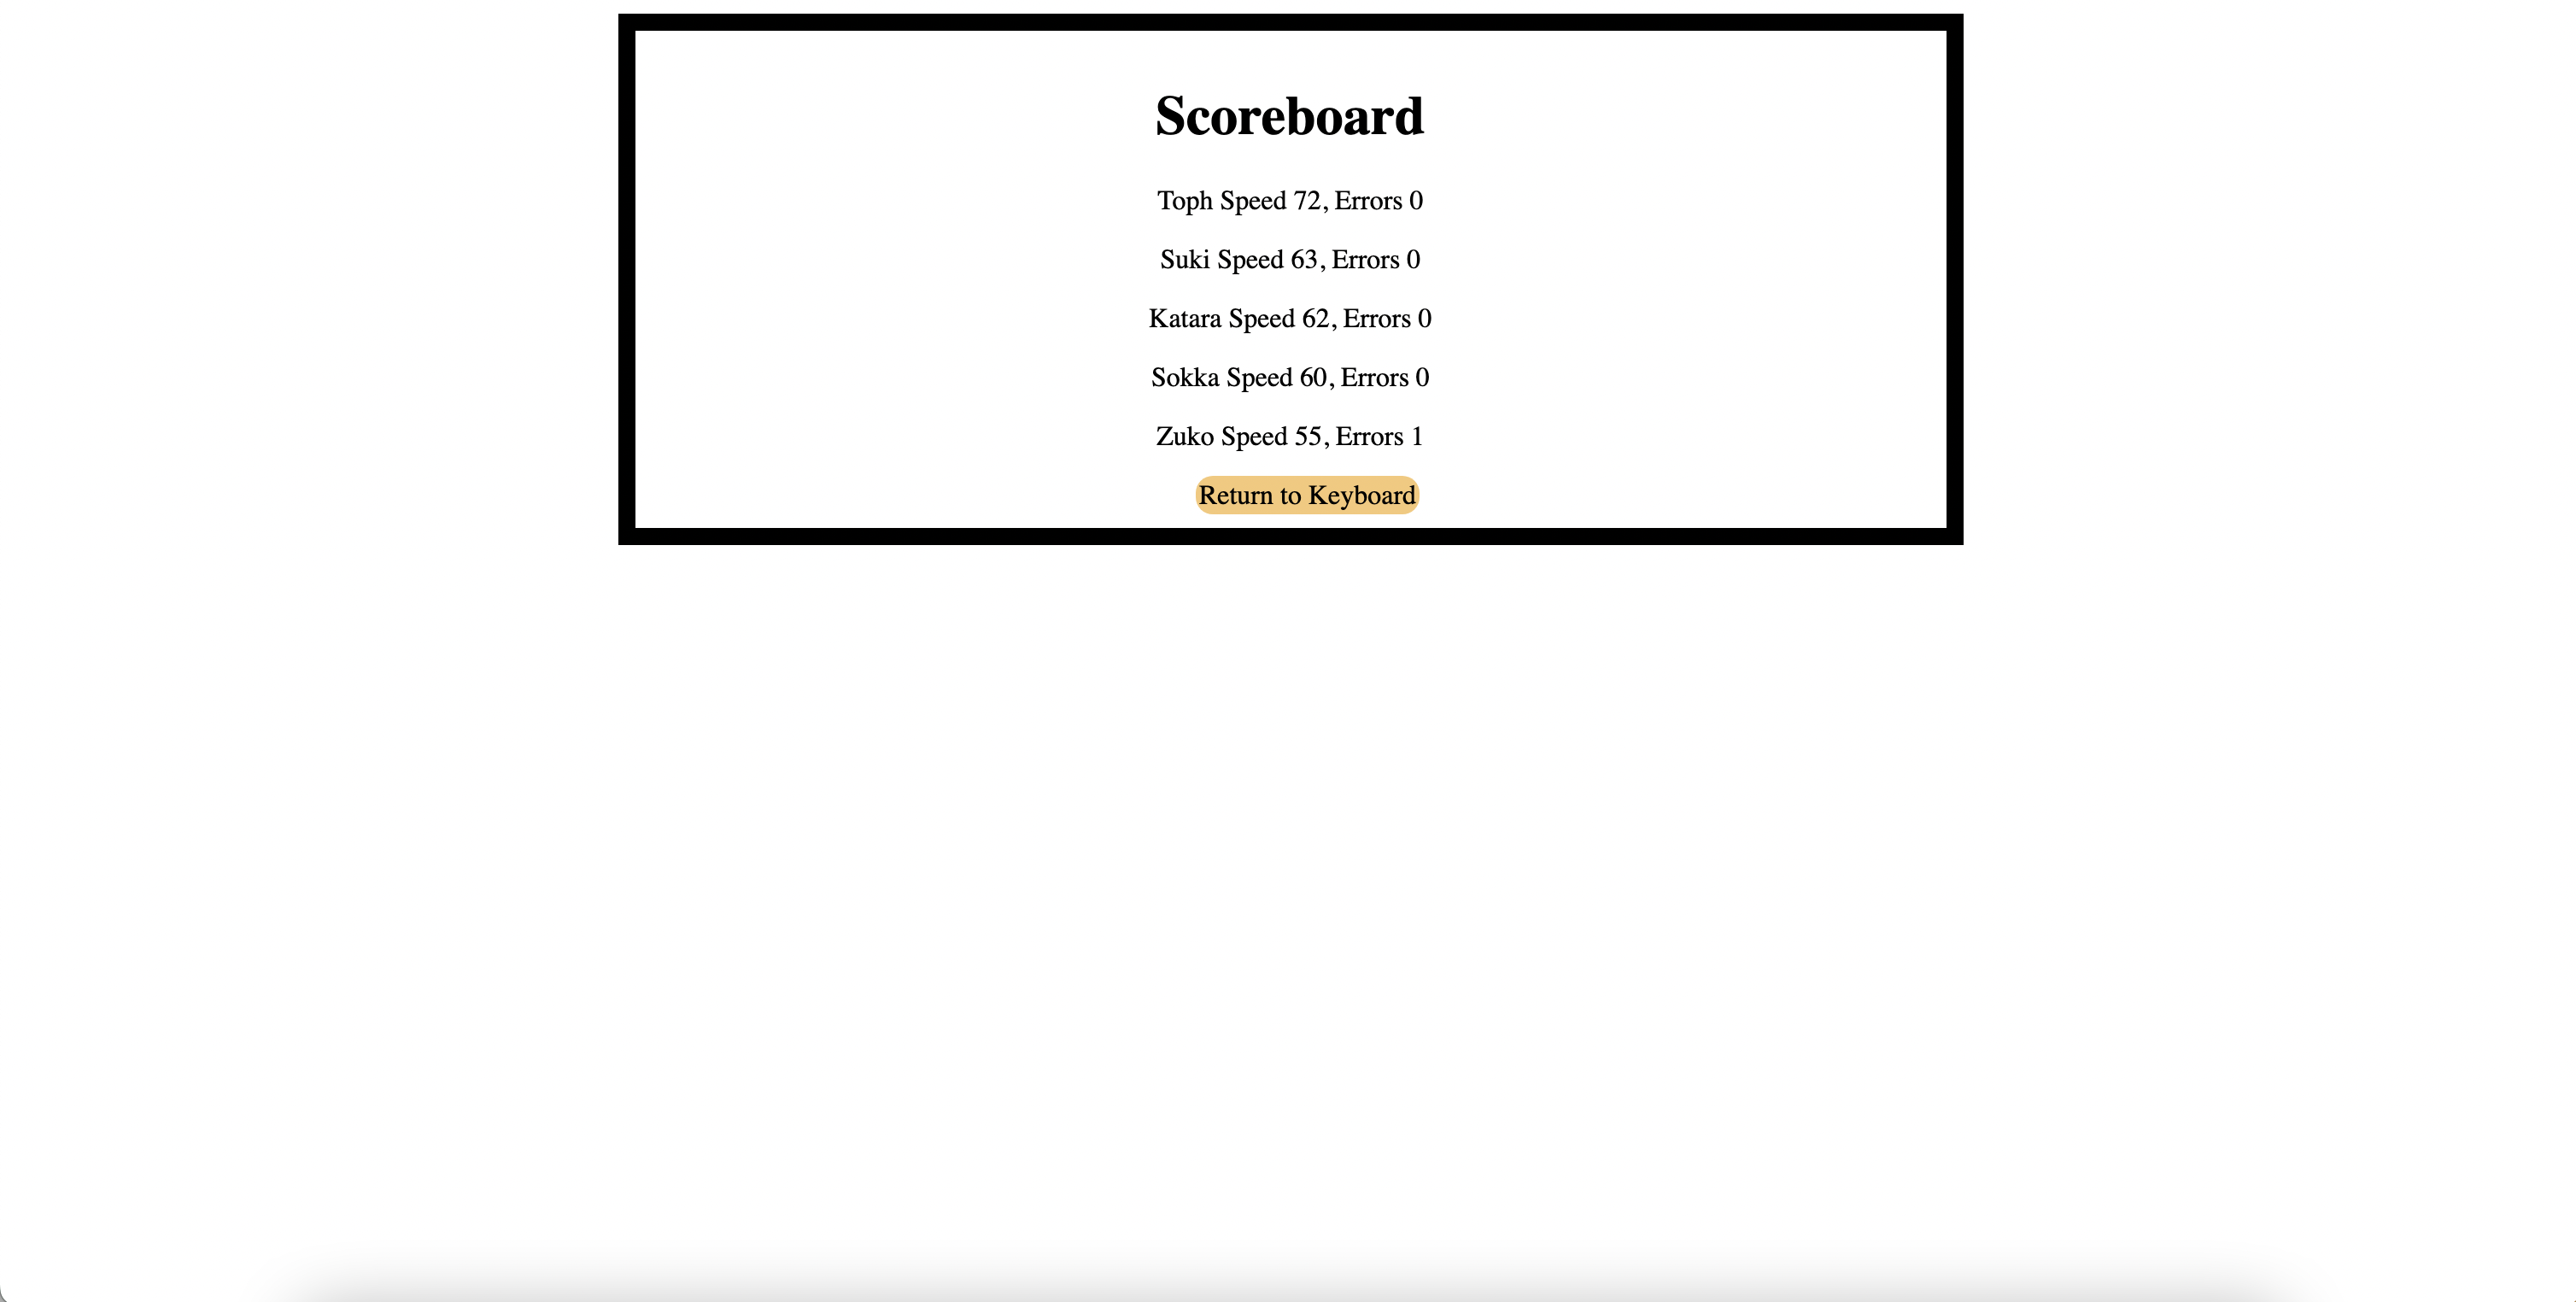 Scoreboard
Toph Speed 72, Errors 0
Suki Speed 63, Errors 0
Katara Speed 62, Errors 0
Sokka Speed 60, Errors 0
Zuko Speed 55, Errors 1
Return to Keyboard